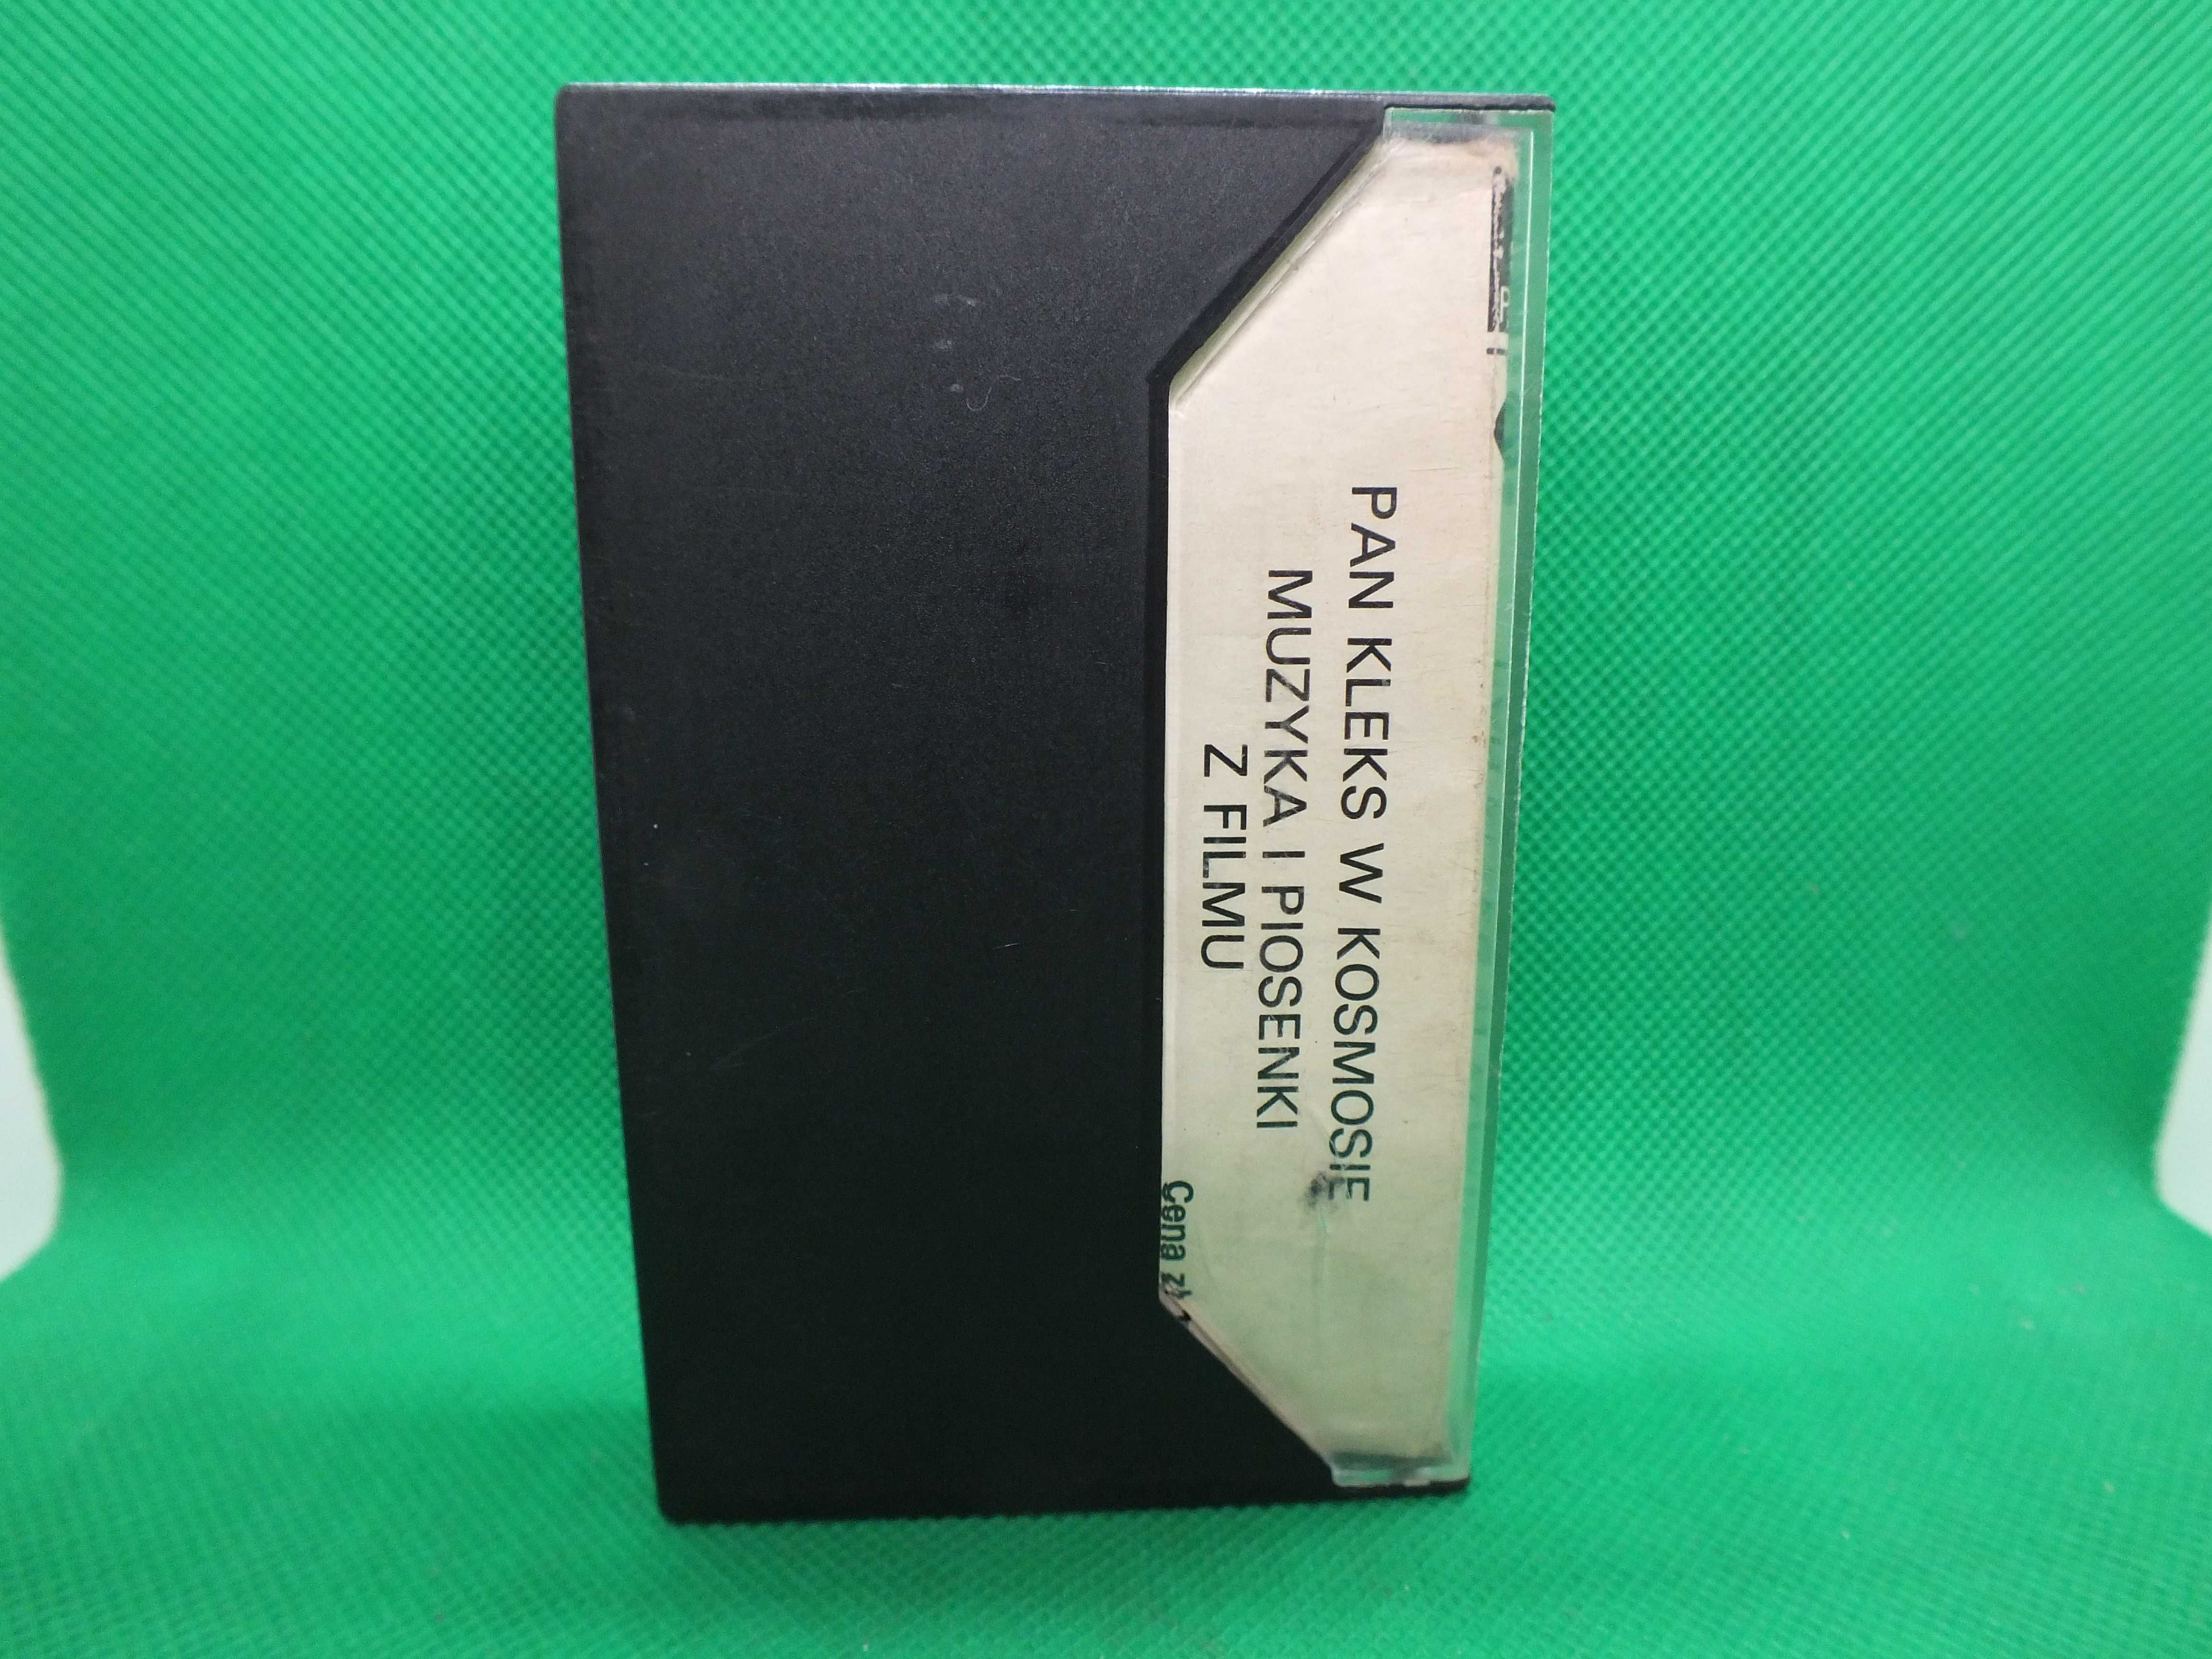 PAN KLEKS W KOSMOSIE
MUZYKA I PIOSENKI
Z FILMU
Cena zł